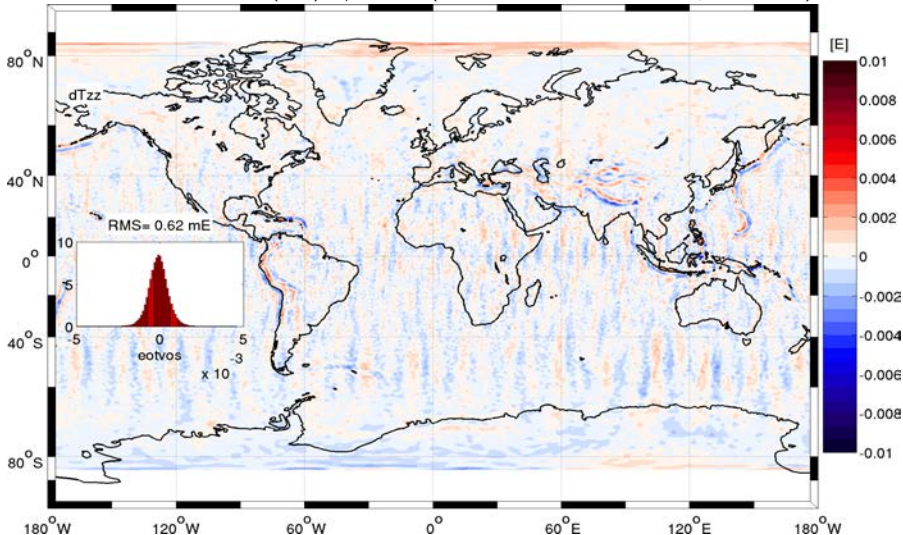 [E]
0.01
0.008
0.006
0.004
0.002
0
-0.002
-0.004
-0.006
-0.008
-0.01
80° N
40° N
0°
40° S
80° S
dTzz
RMS= 0.62 mE
10
5
0
-5 0 5
eotvos
x 10 -3
180° W 120° W 60° W 0° 60° E 120° E 180° W